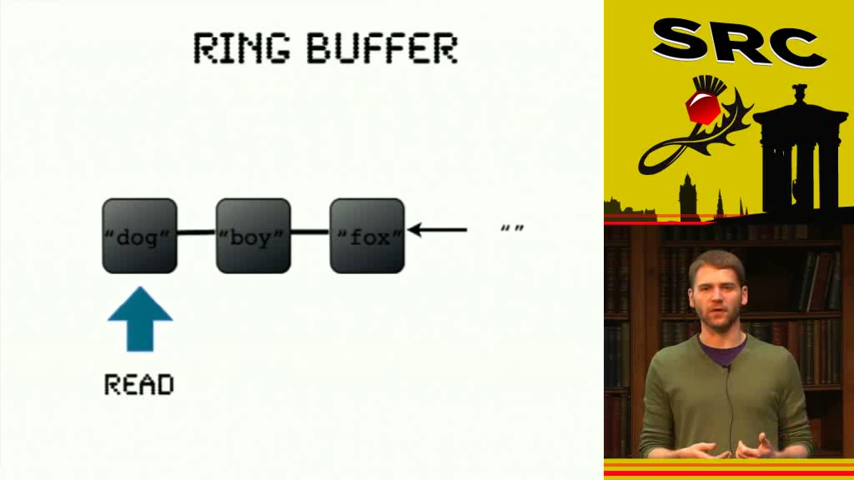 RING BUFFER
"dog" "boy" "fox" “”
READ
SRC